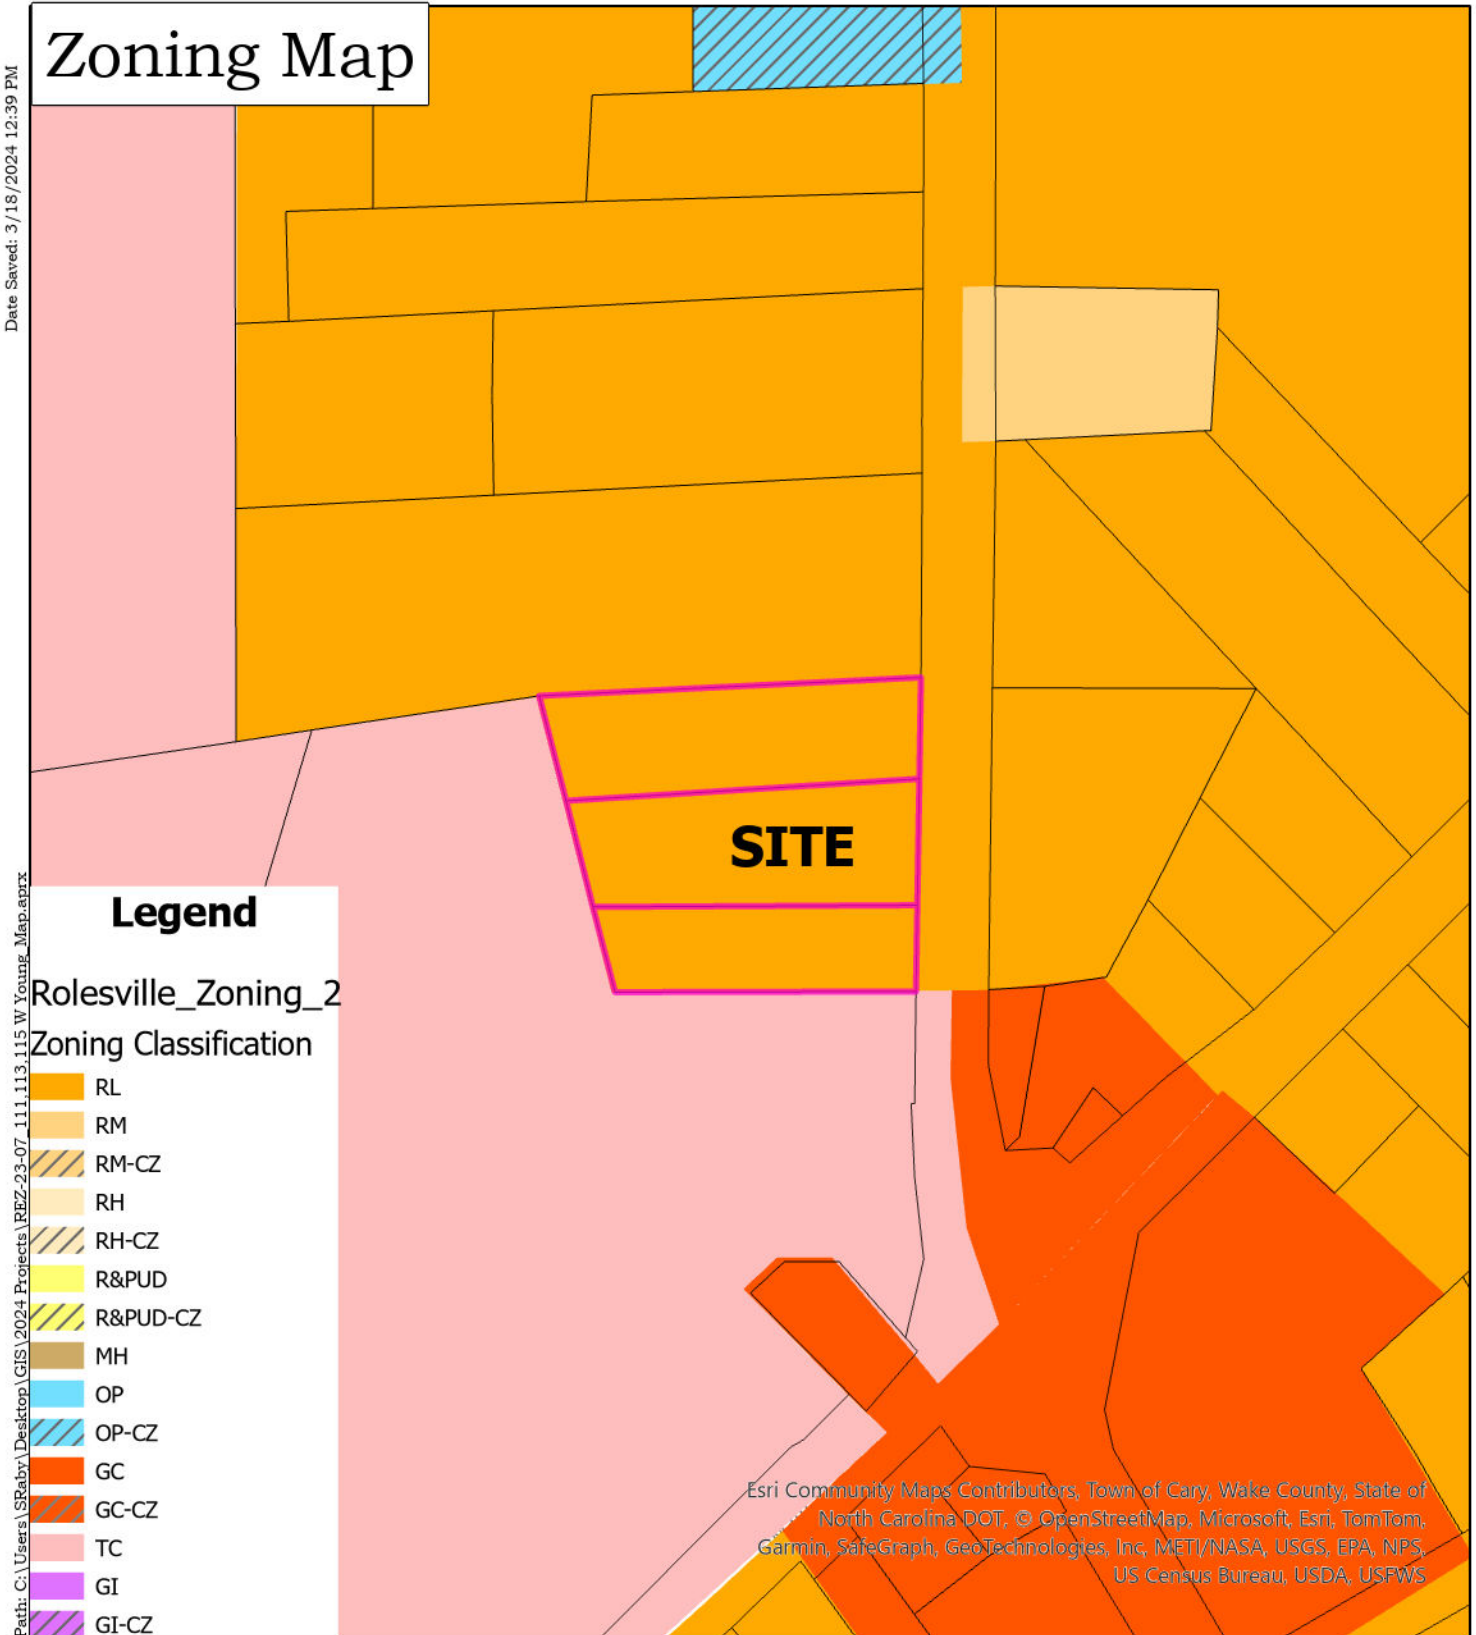 Zoning Map
Date Saved: 3/18/2024 12:39 PM
SITE
Legend
Rolesville_Zoning_2
Zoning Classification
RL
RM
RM-CZ
RH
RH-CZ
R&PUD
R&PUD-CZ
MH
OP
OP-CZ
GC
GC-CZ
TC
GI
GI-CZ
Path: C:\Users\SRaby\Desktop\GIS\2024 Projects\REZ-23-07_111,113,115 W Young_Map.aprx
Esri Community Maps Contributors, Town of Cary, Wake County, State of
North Carolina DOT, © OpenStreetMap, Microsoft, Esri, TomTom,
Garmin, SafeGraph, GeoTechnologies, Inc, METI/NASA, USGS, EPA, NPS,
US Census Bureau, USDA, USFWS